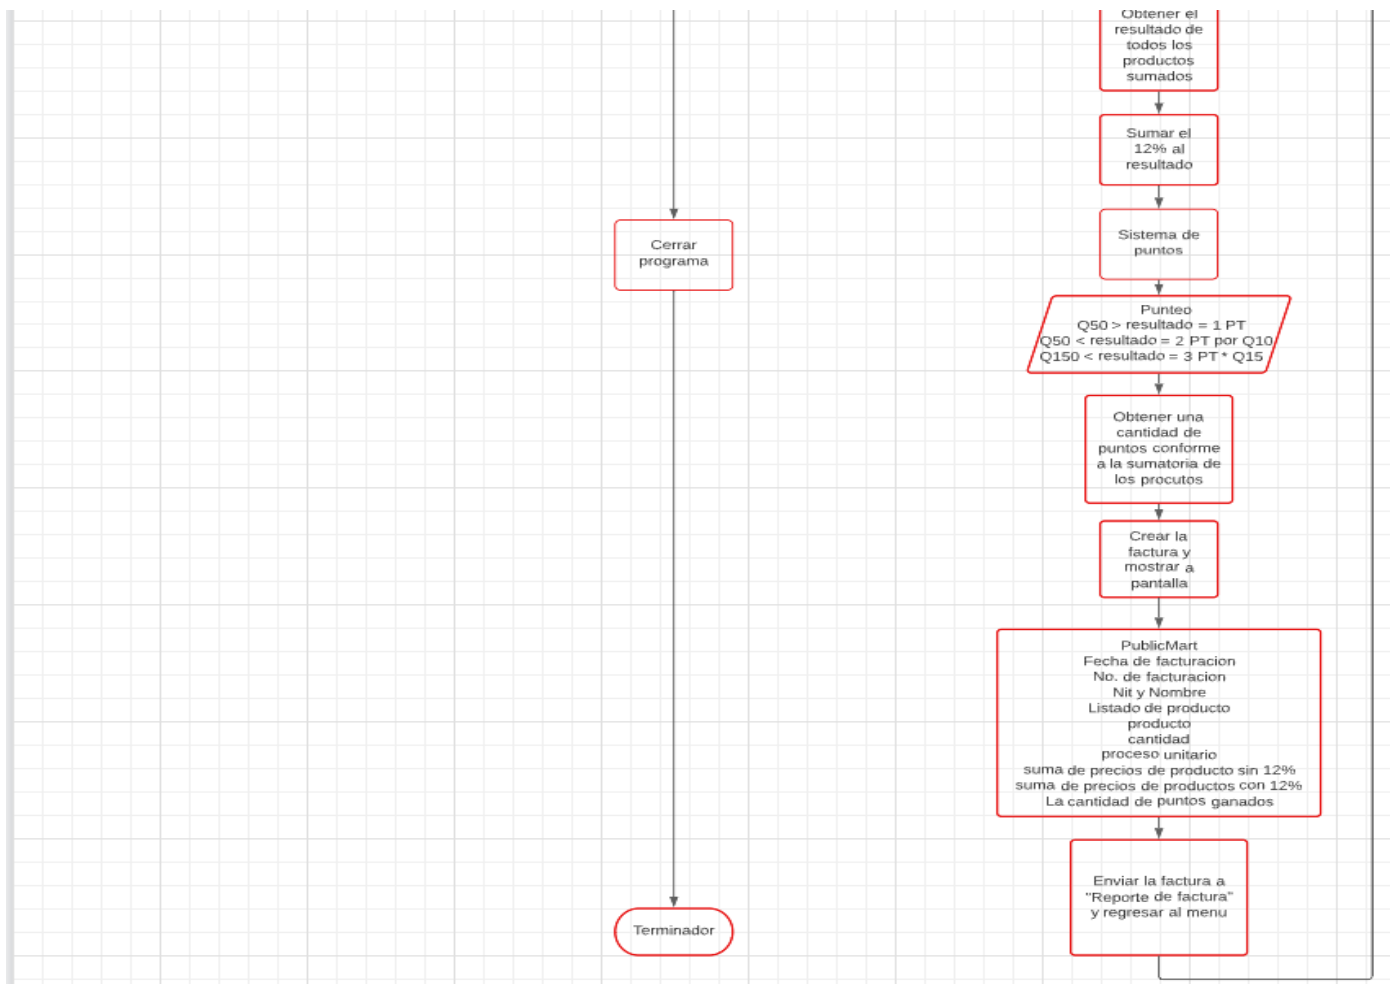 Obtener el
resultado de
todos los
productos
sumados
Sumar el
12% al
resultado
Sistema de
puntos
Cerrar
programa
Punteo
Q50 > resultado = 1 PT
Q50 < resultado = 2 PT por Q10
Q150 < resultado = 3 PT * Q15
Obtener una
cantidad de
puntos conforme
a la sumatoria de
los procutos
Crear la
factura y
mostrar a
pantalla
PublicMart
Fecha de facturacion
No. de facturacion
Nit y Nombre
Listado de producto
producto
cantidad
proceso unitario
suma de precios de producto sin 12%
suma de precios de productos con 12%
La cantidad de puntos ganados
Enviar la factura a
"Reporte de factura"
y regresar al menu
Terminador